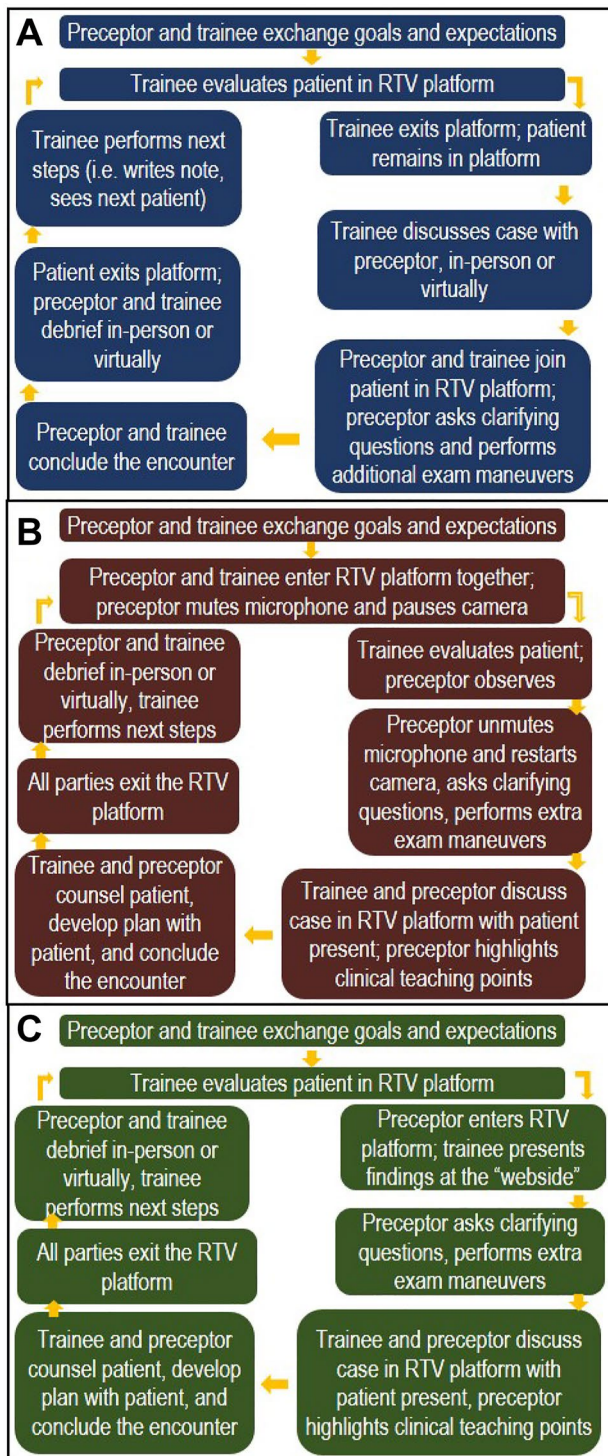 A
Preceptor and trainee exchange goals and expectations
Trainee evaluates patient in RTV platform
Trainee exits platform; patient
remains in platform
Trainee discusses case with
preceptor, in-person or
virtually
Preceptor and trainee join
patient in RTV platform;
preceptor asks clarifying
questions and performs
additional exam maneuvers
Preceptor and trainee
conclude the encounter
Patient exits platform;
preceptor and trainee
debrief in-person or
virtually
Trainee performs next
steps (i.e. writes note,
sees next patient)
B
Preceptor and trainee exchange goals and expectations
Preceptor and trainee enter RTV platform together;
preceptor mutes microphone and pauses camera
Trainee evaluates patient;
preceptor observes
Preceptor unmutes
microphone and restarts
camera, asks clarifying
questions, performs extra
exam maneuvers
Trainee and preceptor discuss
case in RTV platform with patient
present; preceptor highlights
clinical teaching points
Trainee and preceptor
counsel patient,
develop plan with
patient, and conclude
the encounter
All parties exit the RTV
platform
Preceptor and trainee
debrief in-person or
virtually, trainee
performs next steps
C
Preceptor and trainee exchange goals and expectations
Trainee evaluates patient in RTV platform
Preceptor enters RTV
platform; trainee presents
findings at the “webside”
Preceptor asks clarifying
questions, performs extra
exam maneuvers
Trainee and preceptor discuss
case in RTV platform with
patient present, preceptor
highlights clinical teaching points
Trainee and preceptor
counsel patient, develop
plan with patient, and
conclude the encounter
All parties exit the RTV
platform
Preceptor and trainee
debrief in-person or
virtually, trainee
performs next steps